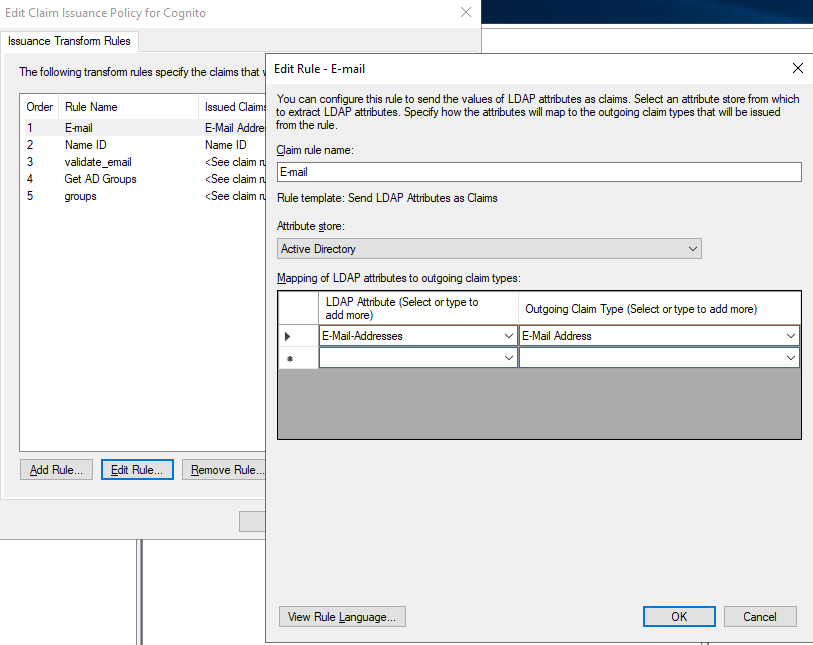 Edit Claim Issuance Policy for Cognito
Issuance Transform Rules
The following transform rules specify the claims that
Order Rule Name Issued Claims
1 E-mail E-Mail Addre
2 Name ID Name ID
3 validate_email <See claim ru
4 Get AD Groups <See claim ru
5 groups <See claim ru
Add Rule... Edit Rule... Remove Rule...
Edit Rule - E-mail
You can configure this rule to send the values of LDAP attributes as claims. Select an attribute store from which
to extract LDAP attributes. Specify how the attributes will map to the outgoing claim types that will be issued
from the rule.
Claim rule name:
E-mail
Rule template: Send LDAP Attributes as Claims
Attribute store:
Active Directory
Mapping of LDAP attributes to outgoing claim types:
LDAP Attribute (Select or type to
add more)
Outgoing Claim Type (Select or type to add more)
E-Mail-Addresses E-Mail Address
View Rule Language... OK Cancel